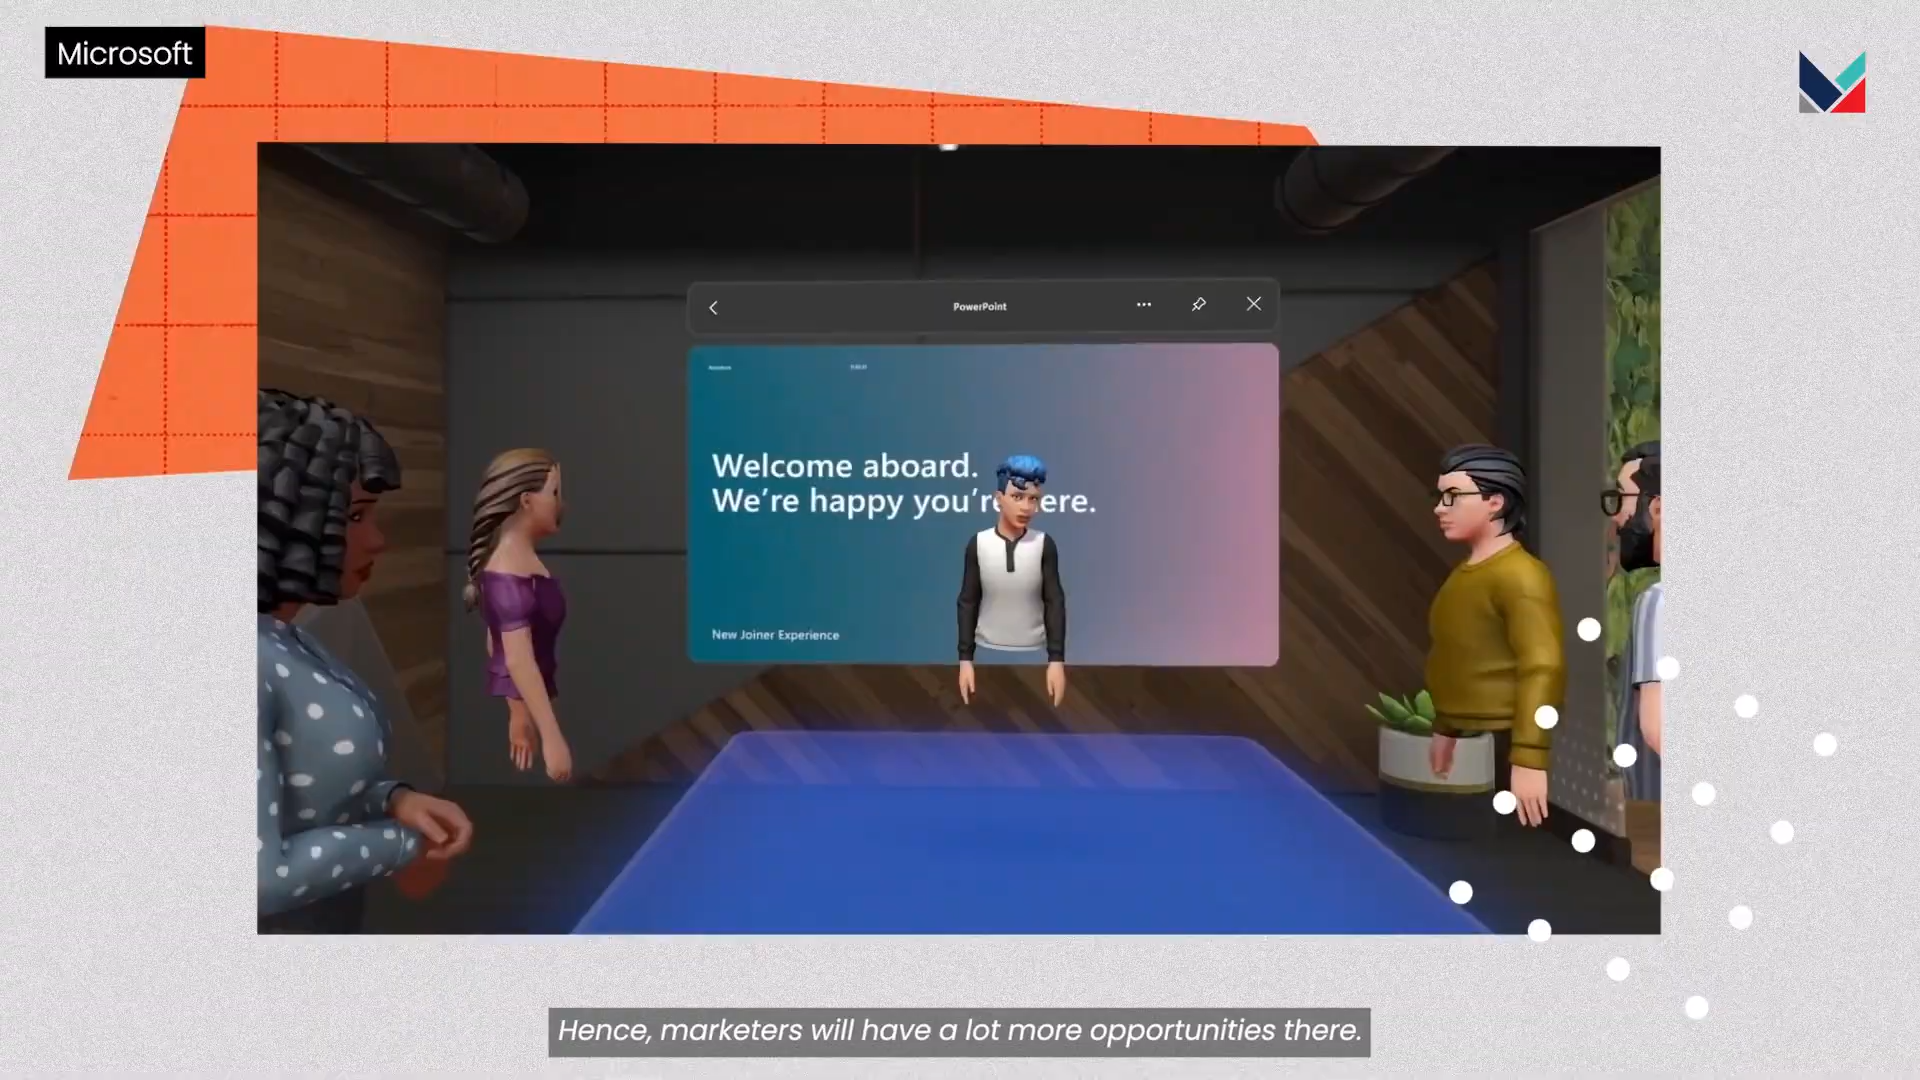 Microsoft
PowerPoint
Welcome aboard.
We're happy you're here.
New Joiner Experience
Hence, marketers will have a lot more opportunities there.